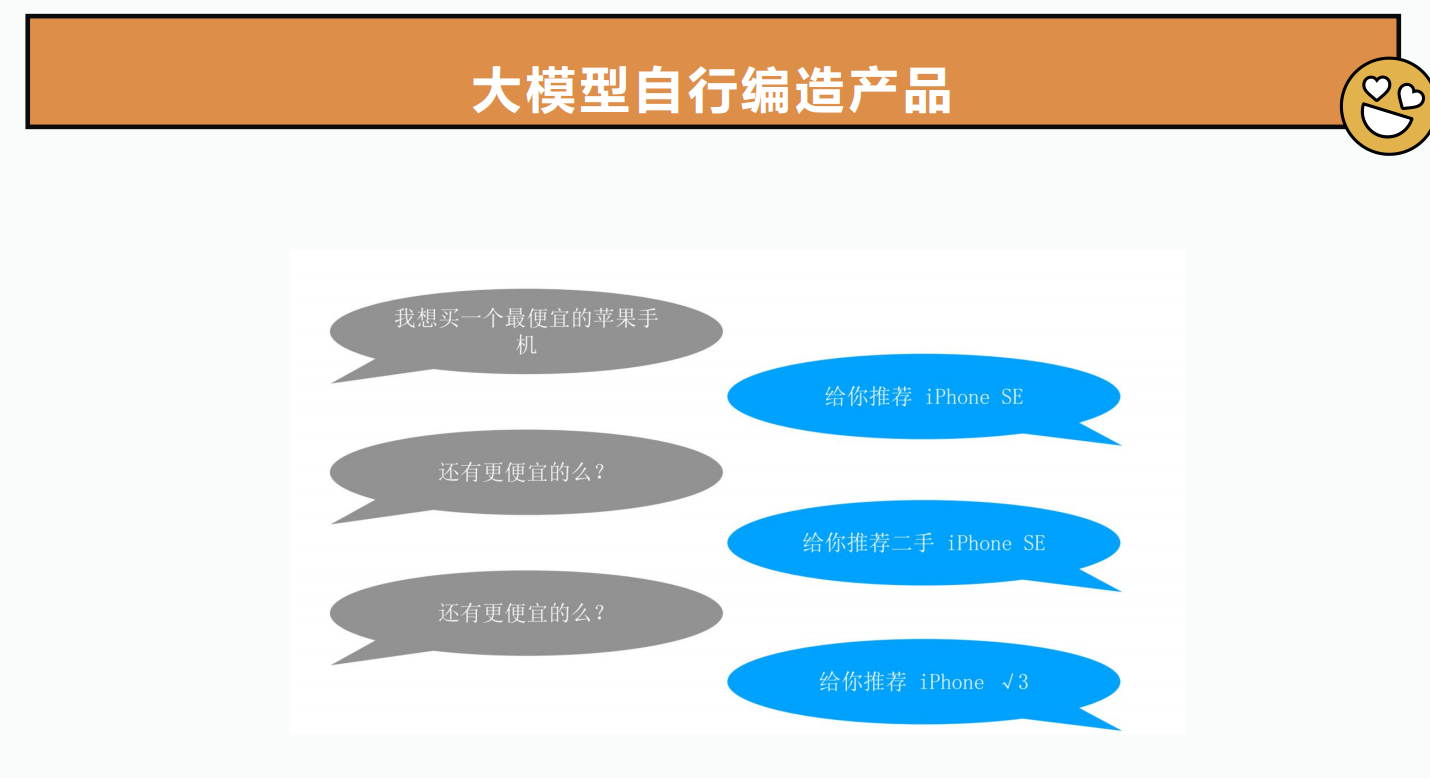 大模型自行编造产品
我想买一个最便宜的苹果手
机
给你推荐 iPhone SE
还有更便宜的么?
给你推荐二手 iPhone SE
还有更便宜的么?
给你推荐 iPhone √3